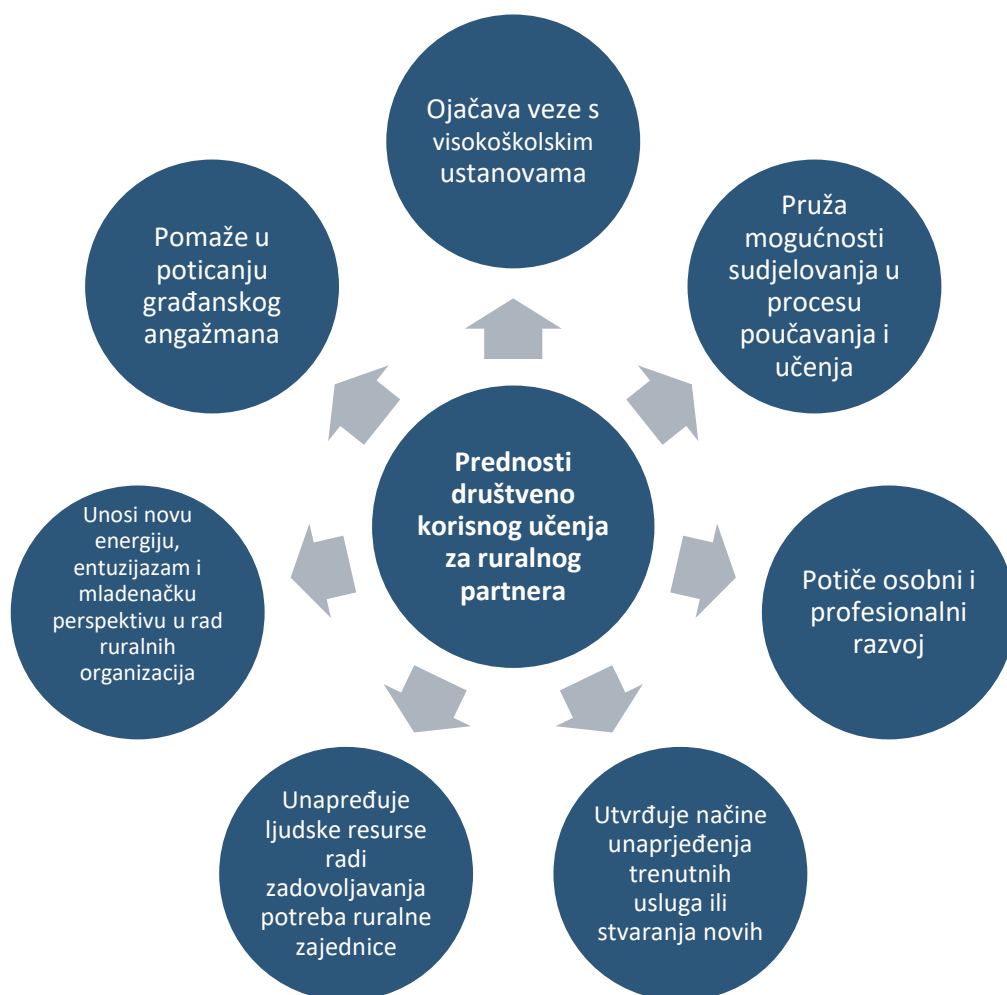 Ojačava veze s
visokoškolskim
ustanovama
Pruža
mogućnosti
sudjelovanja u
procesu
poučavanja i
učenja
Potiče osobni i
profesionalni
razvoj
Utvrđuje načine
unaprjeđenja
trenutnih
usluga ili
stvaranja novih
Unapređuje
ljudske resurse
radi
zadovoljavanja
potreba ruralne
zajednice
Unosi novu
energiju,
entuzijazam i
mladenačku
perspektivu u rad
ruralnih
organizacija
Pomaže u
poticanju
građanskog
angažmana
Prednosti
društveno
korisnog učenja
za ruralnog
partnera